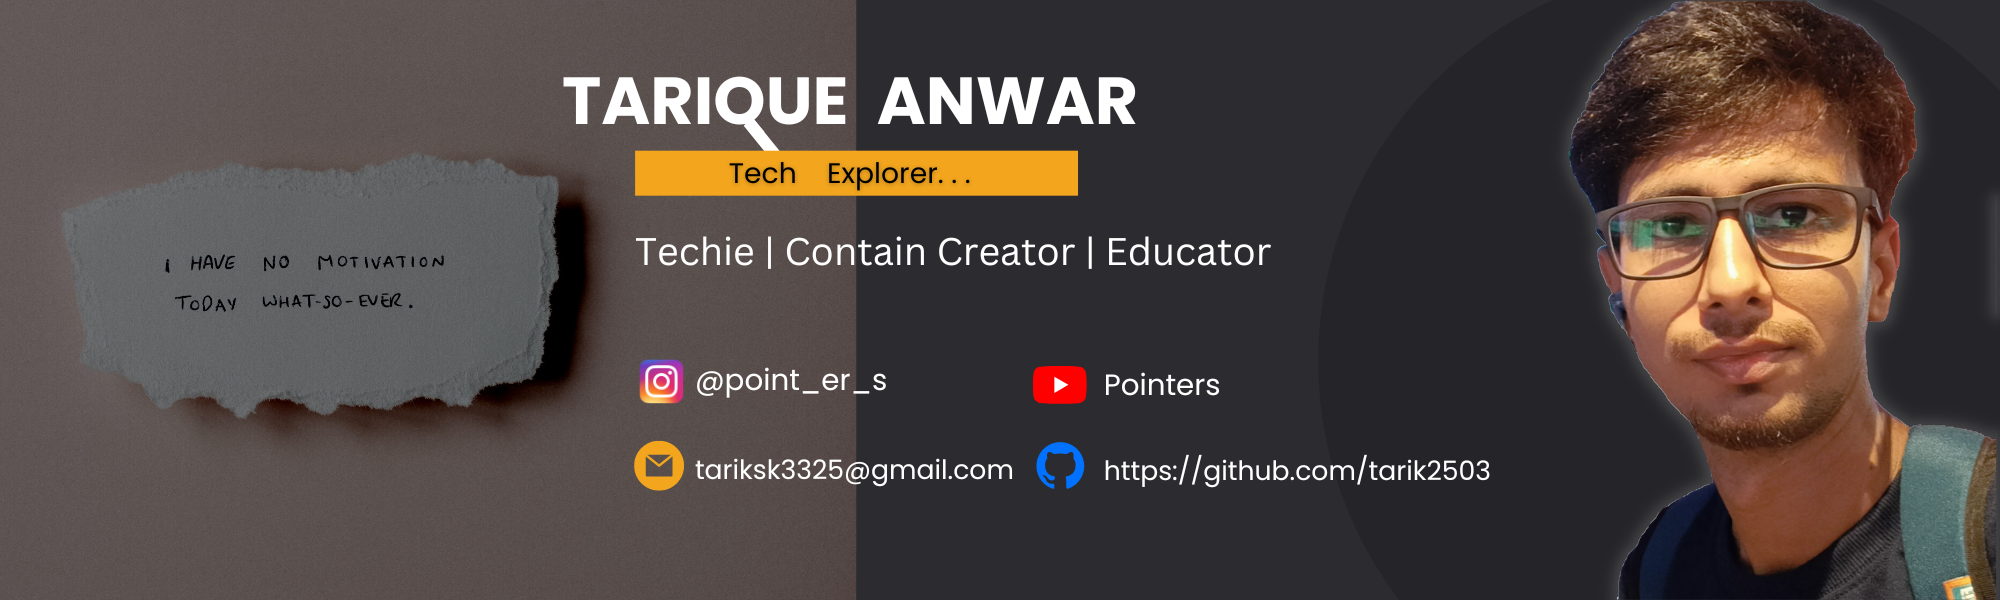 TARIQUE ANWAR
Tech Explorer...
Techie | Contain Creator | Educator
I HAVE NO MOTIVATION
TODAY WHAT-SO-EVER.
@point_er_s
Pointers
tariksk3325@gmail.com
https://github.com/tarik2503